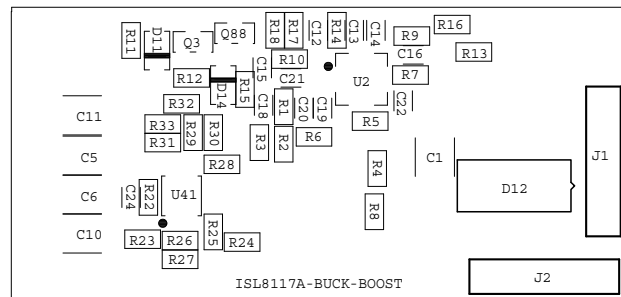 R11
D11
Q3
Q88
R18
R17
C12
R14
C13
C14
R9
R16
C16
R13
R10
C15
C21
U2
R7
R12
D14
R15
C18
R1
C20
C19
C22
R32
C11
R33
R29
R30
R5
R31
R3
R2
R6
C5
R28
R4
C1
J1
C6
C24
R22
U41
D12
R8
C10
R23
R26
R25
R24
R27
J2
ISL8117A-BUCK-BOOST